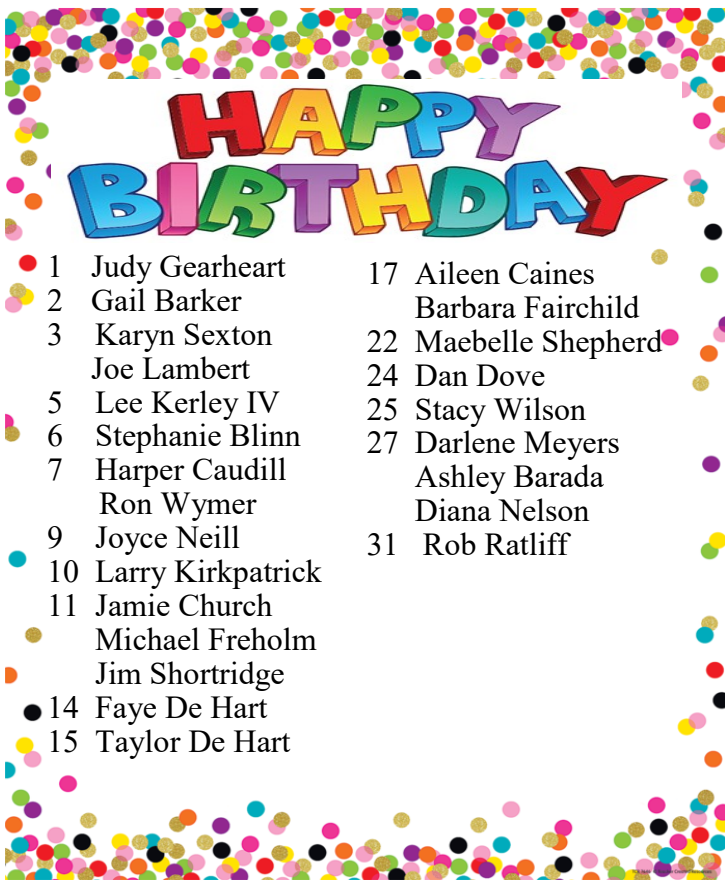 HAPPY
BIRTHDAY
1 Judy Gearheart
2 Gail Barker
3 Karyn Sexton
Joe Lambert
5 Lee Kerley IV
6 Stephanie Blinn
7 Harper Caudill
Ron Wymer
9 Joyce Neill
10 Larry Kirkpatrick
11 Jamie Church
Michael Freholm
Jim Shortridge
14 Faye De Hart
15 Taylor De Hart
17 Aileen Caines
Barbara Fairchild
22 Maebelle Shepherd
24 Dan Dove
25 Stacy Wilson
27 Darlene Meyers
Ashley Barada
Diana Nelson
31 Rob Ratliff